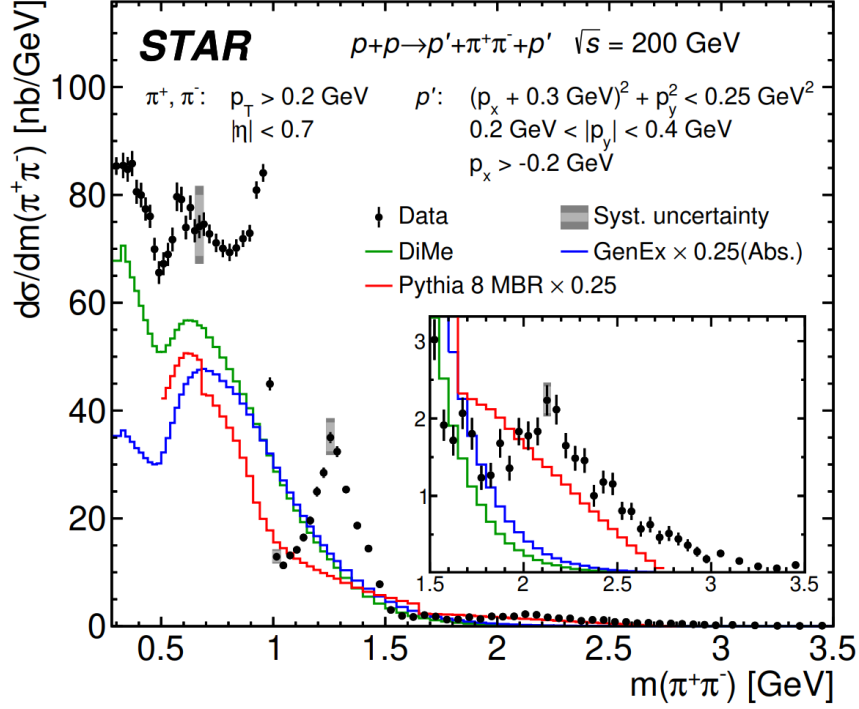 STAR
p+p→p′+π⁺π⁻+p′ √s = 200 GeV
π⁺, π⁻: p_T > 0.2 GeV
|η| < 0.7
p′: (p_x + 0.3 GeV)² + p_y² < 0.25 GeV²
0.2 GeV < |p_y| < 0.4 GeV
p_x > -0.2 GeV
Data
Syst. uncertainty
DiMe
GenEx × 0.25(Abs.)
Pythia 8 MBR × 0.25
dσ/dm(π⁺π⁻) [nb/GeV]
100
80
60
40
20
0
3
2
1
1.5 2 2.5 3 3.5
0.5 1 1.5 2 2.5 3 3.5
m(π⁺π⁻) [GeV]